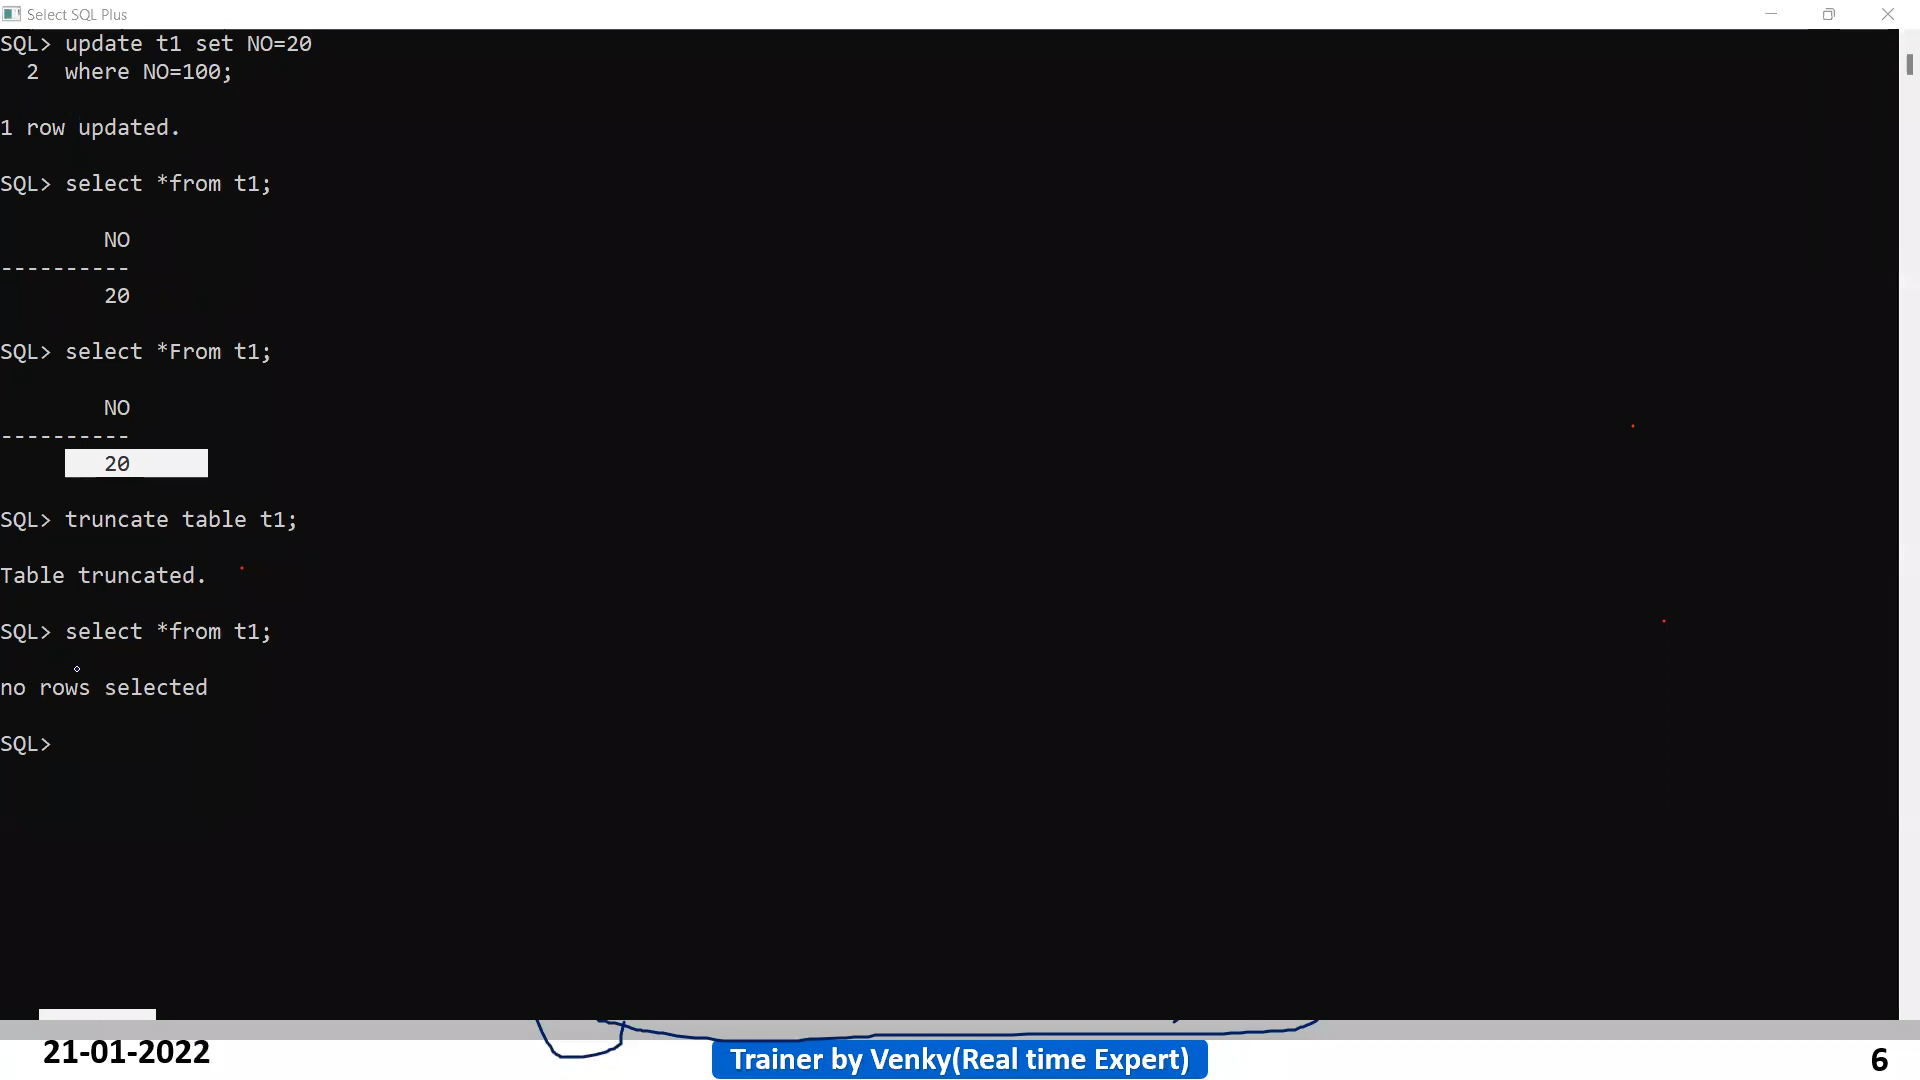 Select SQL Plus
SQL> update t1 set NO=20
  2  where NO=100;
1 row updated.
SQL> select *from t1;
        NO
----------
        20
SQL> select *From t1;
        NO
----------
        20
SQL> truncate table t1;
Table truncated.
SQL> select *from t1;
no rows selected
SQL>
21-01-2022
Trainer by Venky(Real time Expert)
6